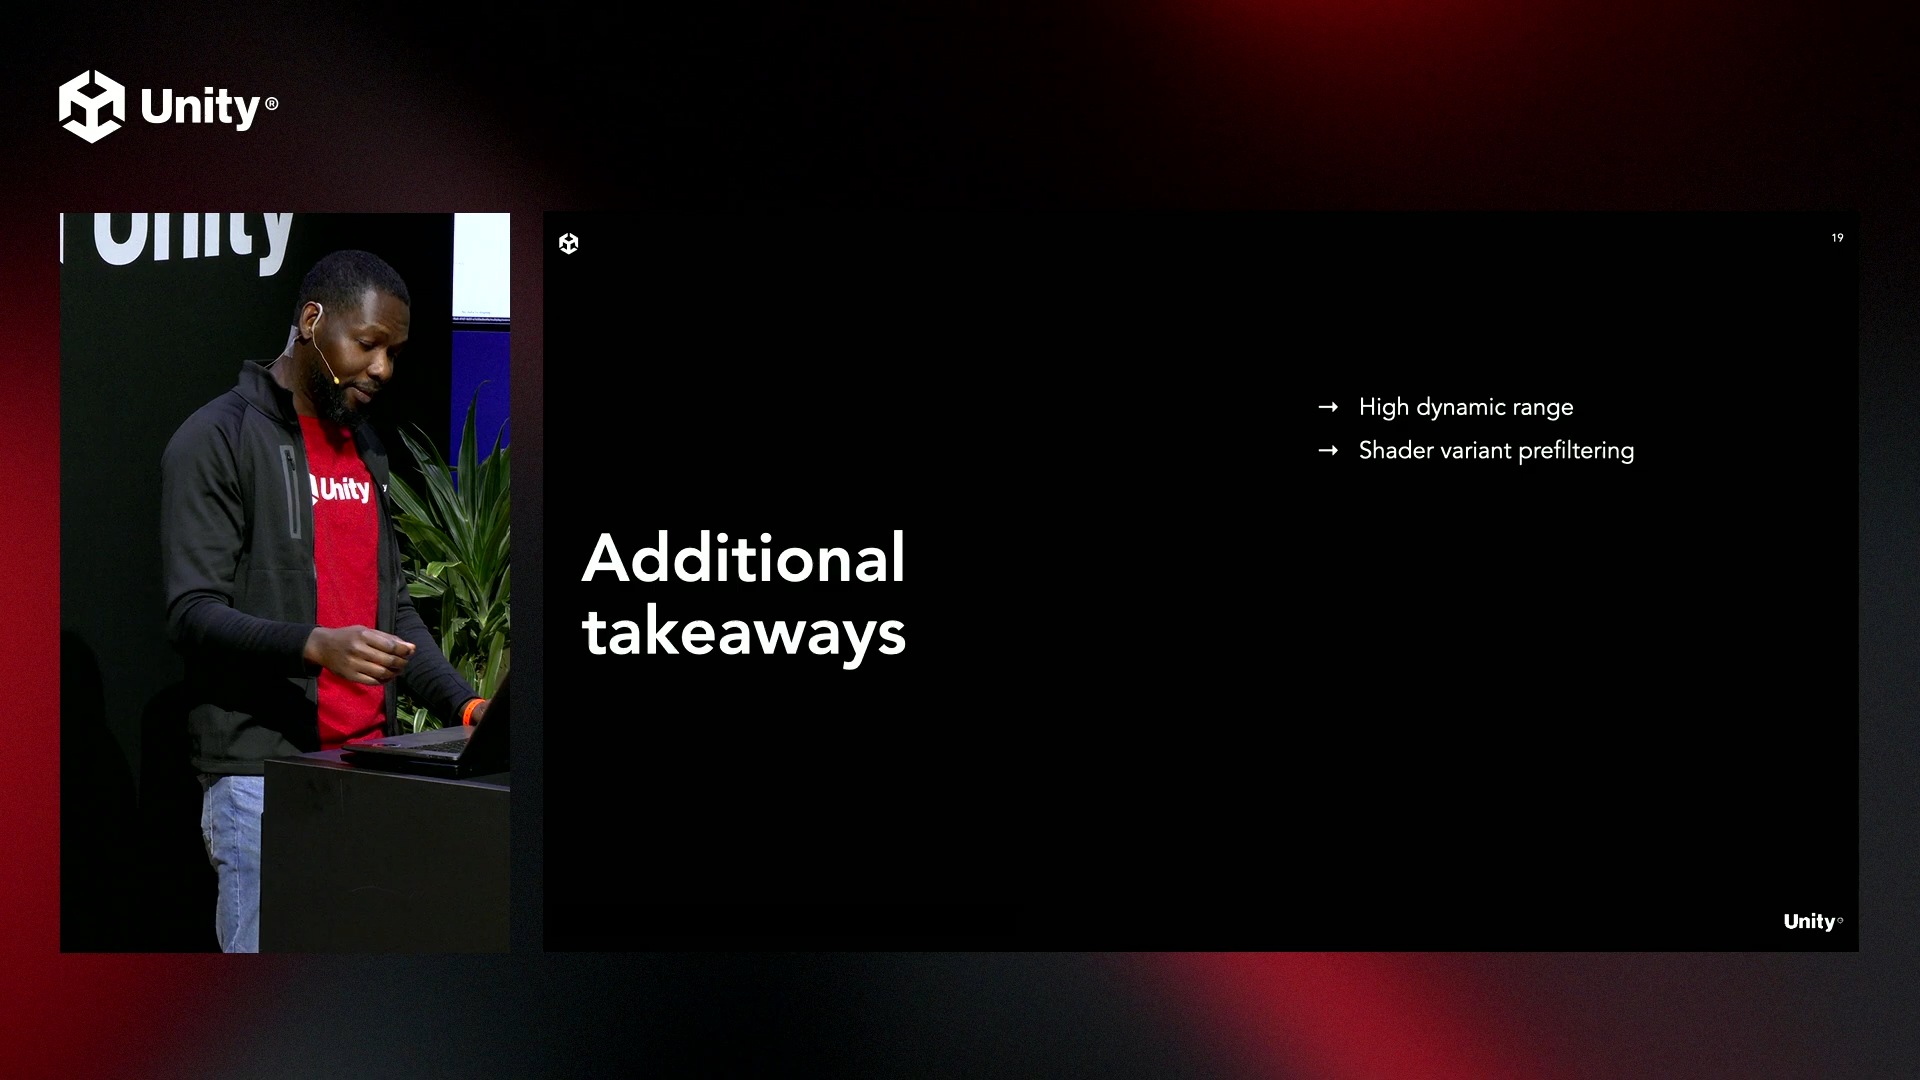 Unity®
Unity
Unity
19
→ High dynamic range
→ Shader variant prefiltering
Additional
takeaways
Unity®